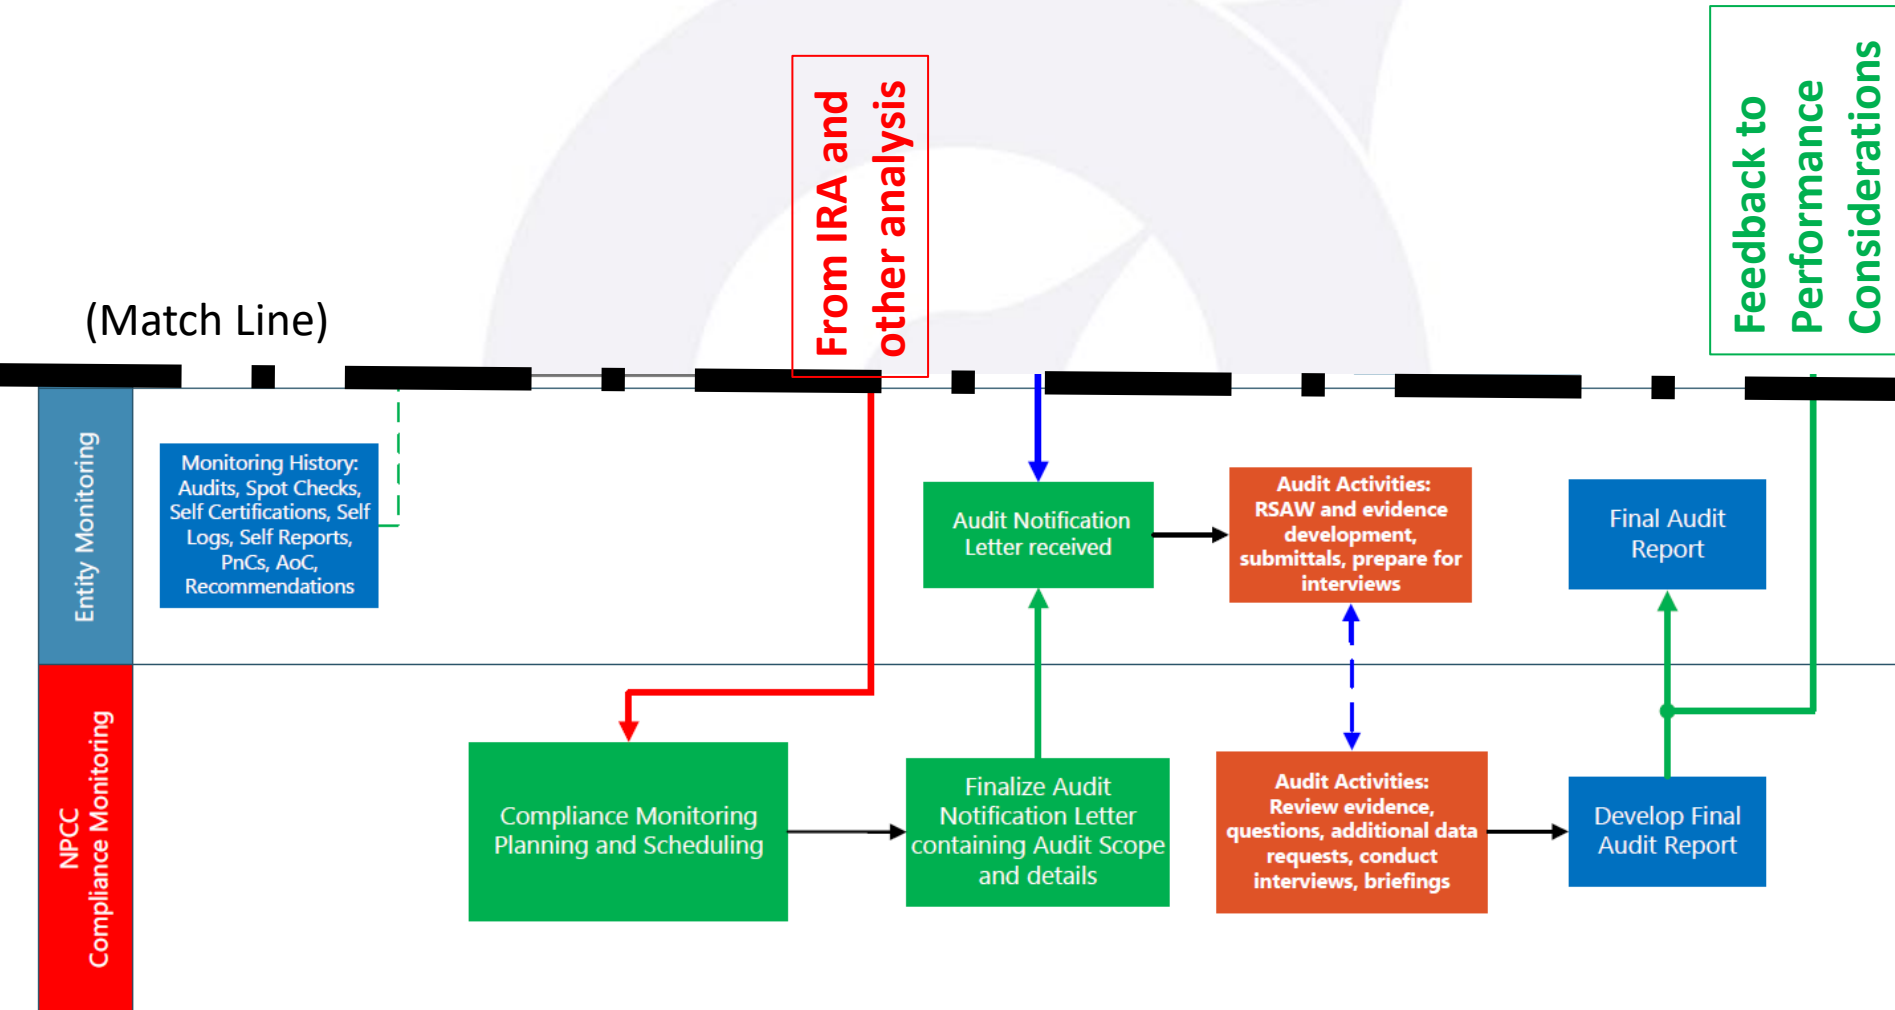 From IRA and
other analysis
Feedback to
Performance
Considerations
(Match Line)
Entity Monitoring
Monitoring History:
Audits, Spot Checks,
Self Certifications, Self
Logs, Self Reports,
PnCs, AoC,
Recommendations
Audit Notification
Letter received
Audit Activities:
RSAW and evidence
development,
submittals, prepare for
interviews
Final Audit
Report
NPCC
Compliance Monitoring
Compliance Monitoring
Planning and Scheduling
Finalize Audit
Notification Letter
containing Audit Scope
and details
Audit Activities:
Review evidence,
questions, additional data
requests, conduct
interviews, briefings
Develop Final
Audit Report